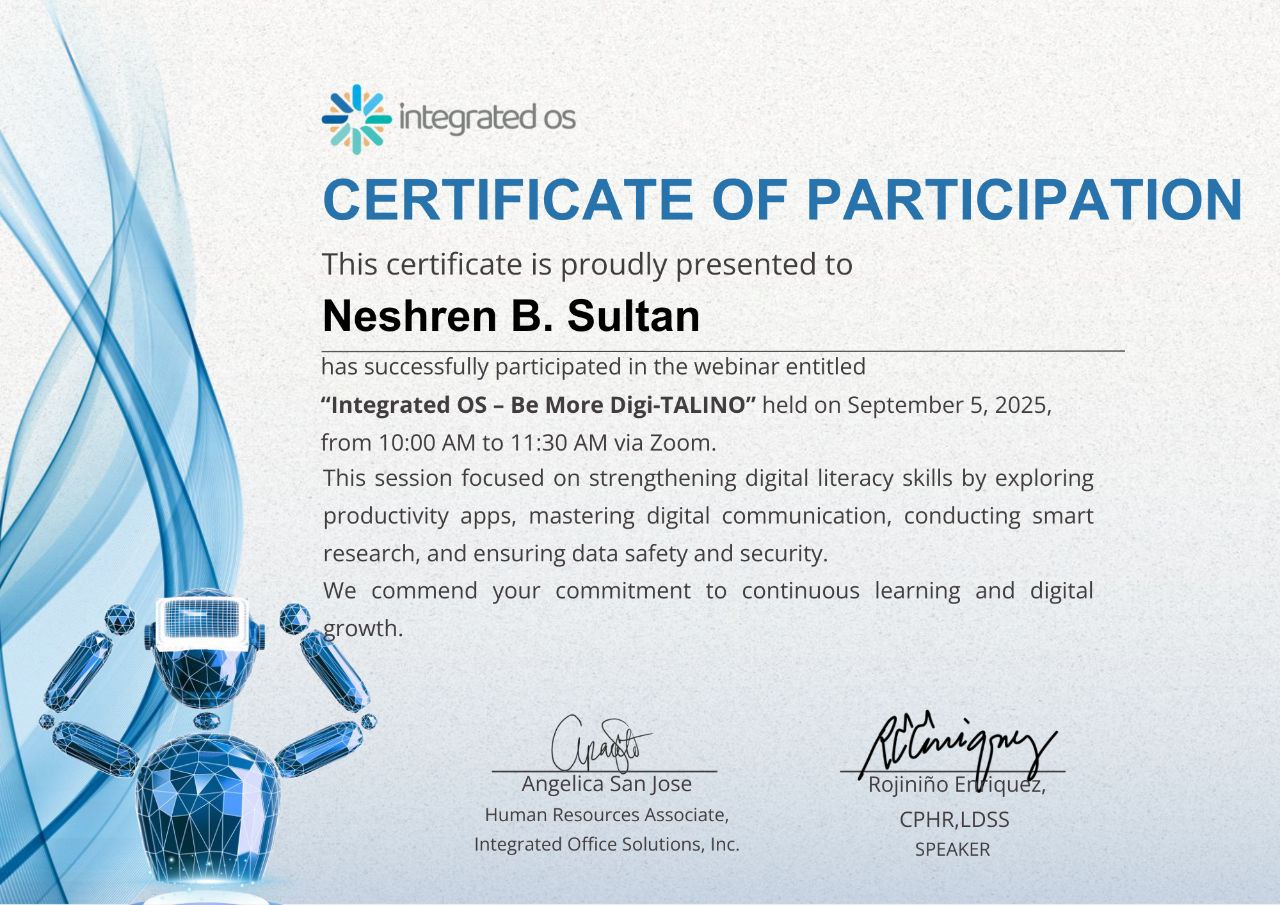 integrated os
CERTIFICATE OF PARTICIPATION
This certificate is proudly presented to
Neshren B. Sultan
has successfully participated in the webinar entitled
“Integrated OS – Be More Digi-TALINO” held on September 5, 2025,
from 10:00 AM to 11:30 AM via Zoom.
This session focused on strengthening digital literacy skills by exploring
productivity apps, mastering digital communication, conducting smart
research, and ensuring data safety and security.
We commend your commitment to continuous learning and digital
growth.
Angelica San Jose
Human Resources Associate,
Integrated Office Solutions, Inc.
Rojiniño Enriquez,
CPHR,LDSS
SPEAKER